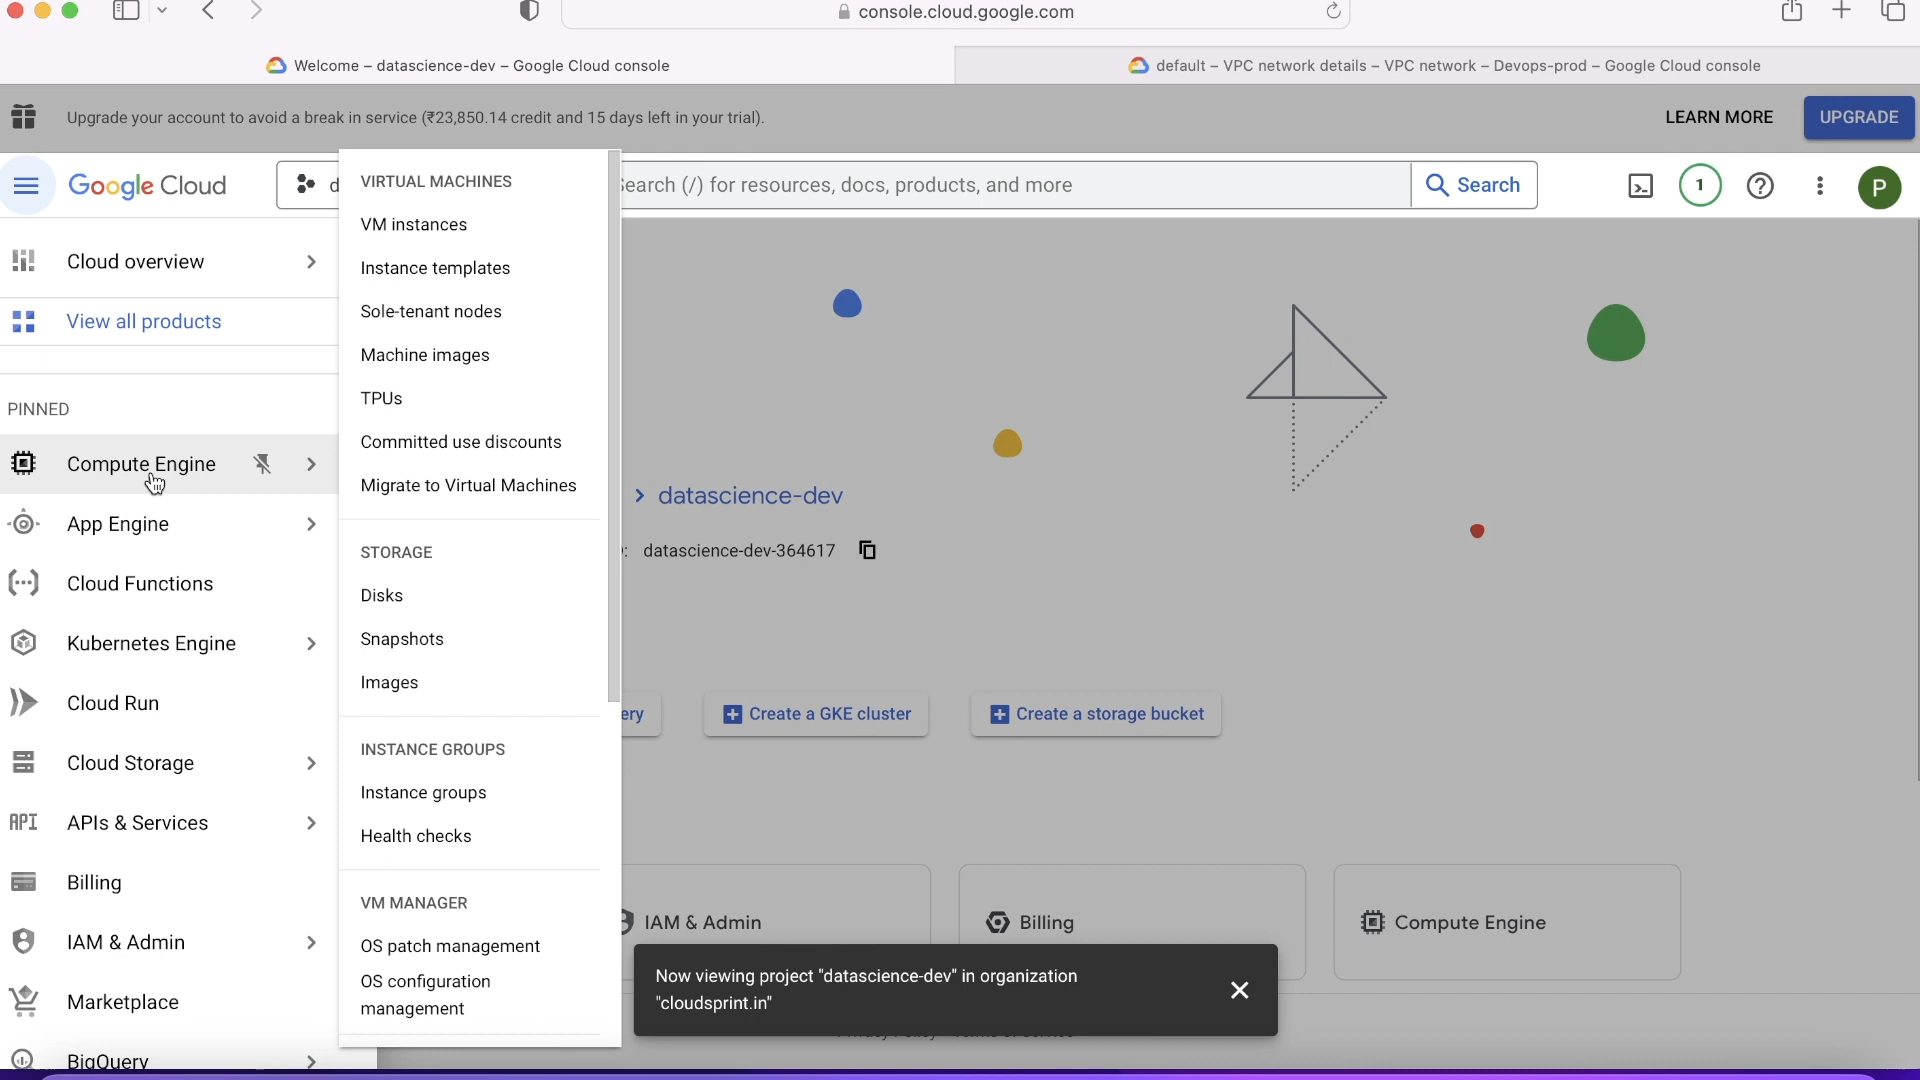 console.cloud.google.com
Welcome – datascience-dev – Google Cloud console
default – VPC network details – VPC network – Devops-prod – Google Cloud console
Upgrade your account to avoid a break in service (₹23,850.14 credit and 15 days left in your trial).
LEARN MORE
UPGRADE
Google Cloud
d
Search (/) for resources, docs, products, and more
Search
1
P
Cloud overview
View all products
PINNED
Compute Engine
App Engine
Cloud Functions
Kubernetes Engine
Cloud Run
Cloud Storage
API
APIs & Services
Billing
IAM & Admin
Marketplace
BigQuery
VIRTUAL MACHINES
VM instances
Instance templates
Sole-tenant nodes
Machine images
TPUs
Committed use discounts
Migrate to Virtual Machines
STORAGE
Disks
Snapshots
Images
INSTANCE GROUPS
Instance groups
Health checks
VM MANAGER
OS patch management
OS configuration
management
datascience-dev
: datascience-dev-364617
ery
Create a GKE cluster
Create a storage bucket
IAM & Admin
Billing
Compute Engine
Now viewing project "datascience-dev" in organization
"cloudsprint.in"